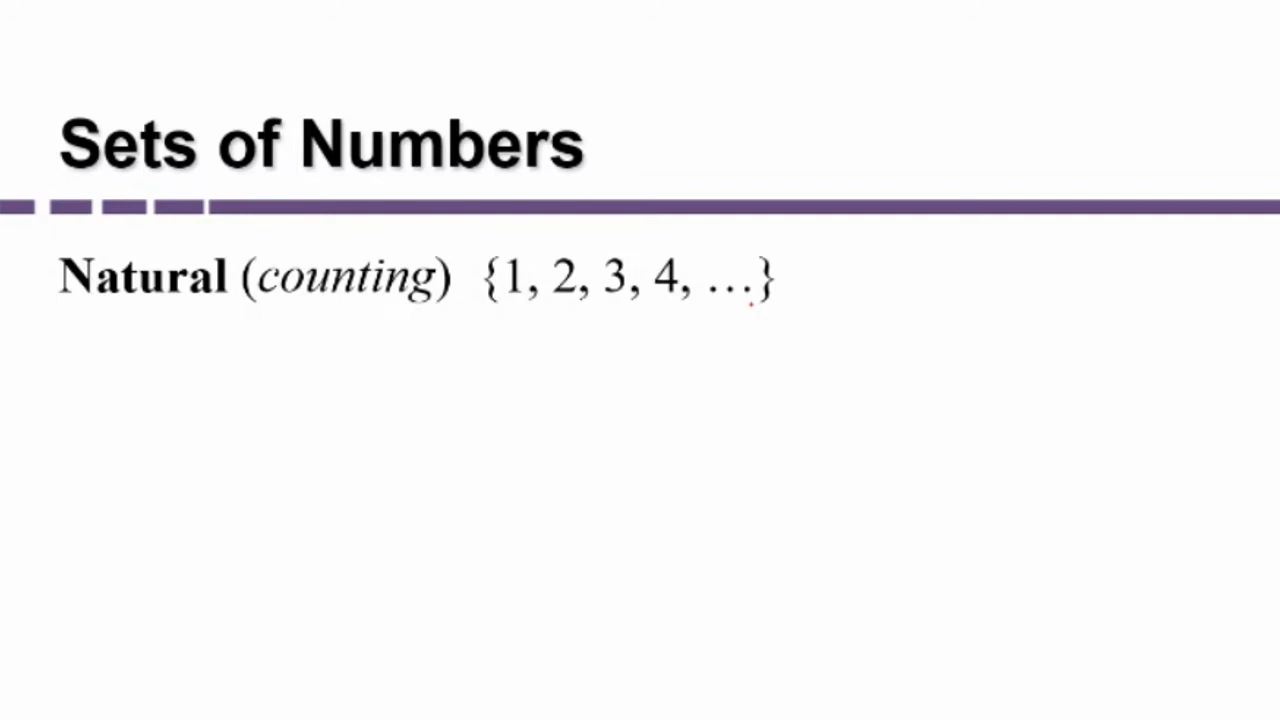 Sets of Numbers
Natural (counting) {1, 2, 3, 4, …}